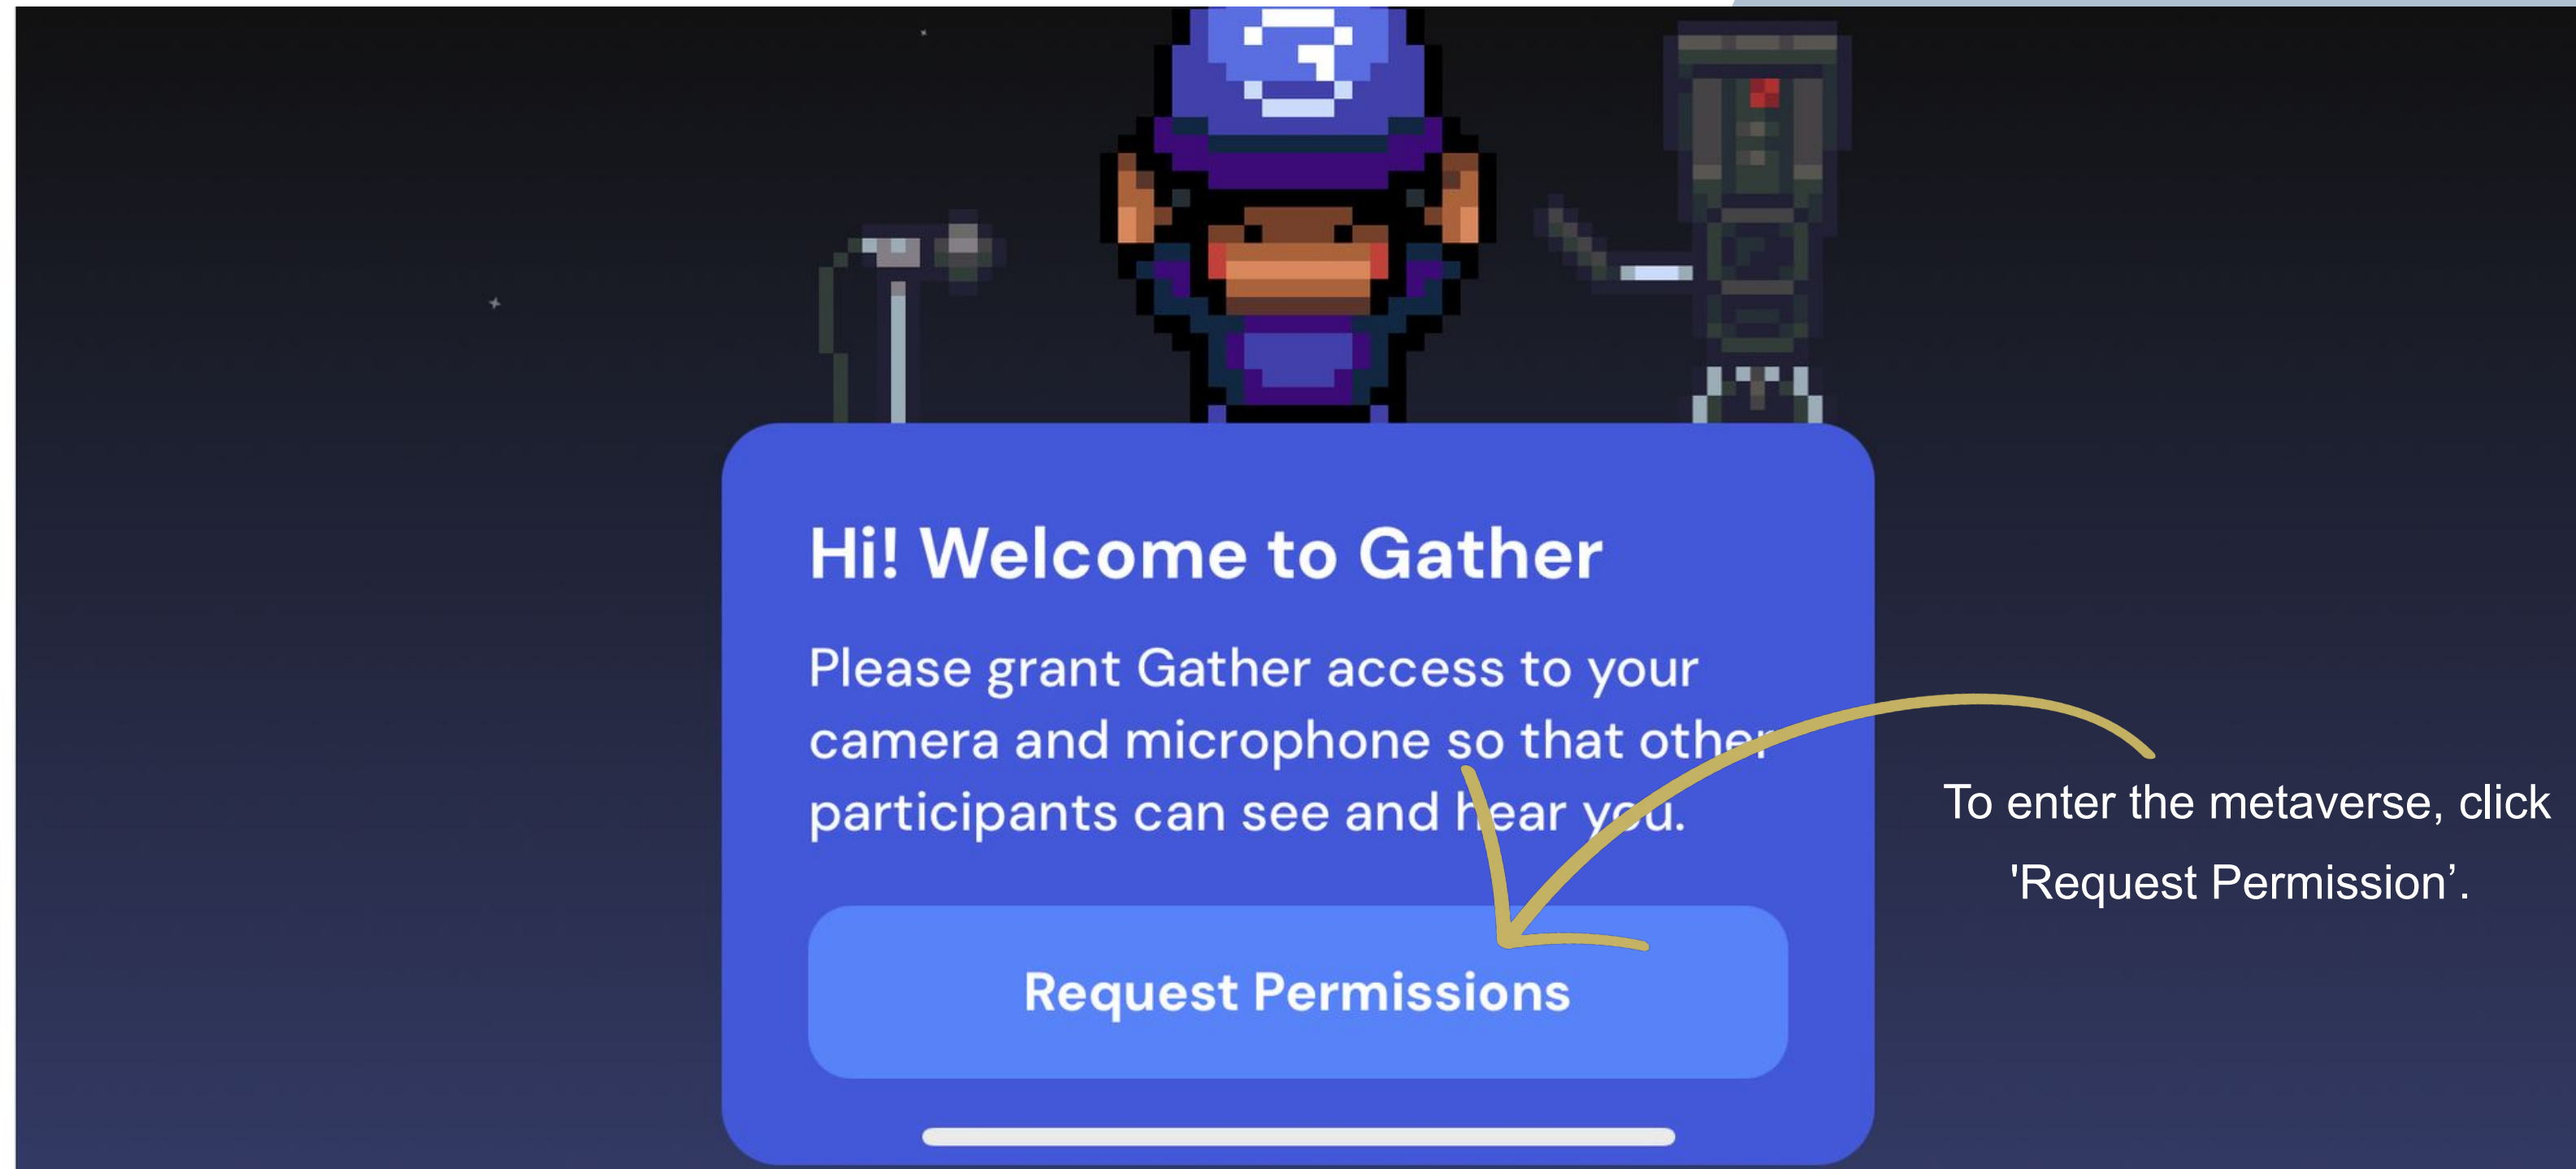 Hi! Welcome to Gather
Please grant Gather access to your
camera and microphone so that other
participants can see and hear you.
Request Permissions
To enter the metaverse, click
'Request Permission’.